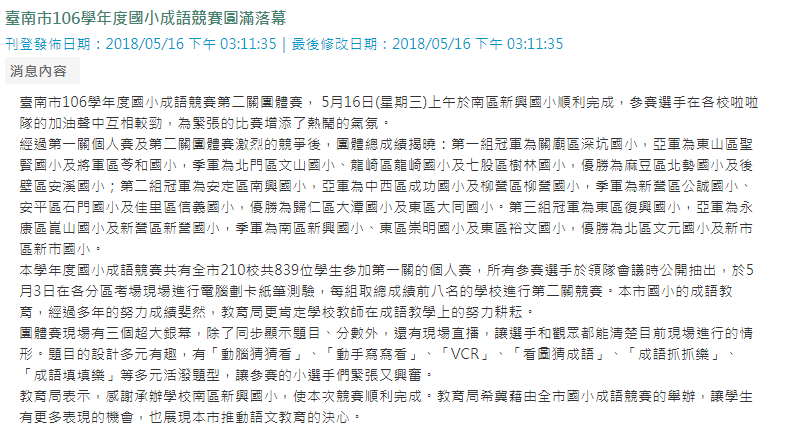 臺南市106學年度國小成語競賽圓滿落幕
刊登發佈日期：2018/05/16 下午 03:11:35 | 最後修改日期：2018/05/16 下午 03:11:35
消息內容
臺南市106學年度國小成語競賽第二關團體賽， 5月16日(星期三)上午於南區新興國小順利完成，參賽選手在各校啦啦
隊的加油聲中互相較勁，為緊張的比賽增添了熱鬧的氣氛。
經過第一關個人賽及第二關團體賽激烈的競爭後，團體總成績揭曉：第一組冠軍為關廟區深坑國小，亞軍為東山區聖
賢國小及將軍區苓和國小，季軍為北門區文山國小、龍崎區龍崎國小及七股區樹林國小，優勝為麻豆區北勢國小及後
壁區安溪國小；第二組冠軍為安定區南興國小，亞軍為中西區成功國小及柳營區柳營國小，季軍為新營區公誠國小、
安平區石門國小及佳里區信義國小，優勝為歸仁區大潭國小及東區大同國小。第三組冠軍為東區復興國小，亞軍為永
康區崑山國小及新營區新營國小，季軍為南區新興國小、東區崇明國小及東區裕文國小，優勝為北區文元國小及新市
區新市國小。
本學年度國小成語競賽共有全市210校共839位學生參加第一關的個人賽，所有參賽選手於領隊會議時公開抽出，於5
月3日在各分區考場現場進行電腦劃卡紙筆測驗，每組取總成績前八名的學校進行第二關競賽。本市國小的成語教
育，經過多年的努力成績斐然，教育局更肯定學校教師在成語教學上的努力耕耘。
團體賽現場有三個超大銀幕，除了同步顯示題目、分數外，還有現場直播，讓選手和觀眾都能清楚目前現場進行的情
形。題目的設計多元有趣，有「動腦猜猜看」、「動手寫寫看」、「VCR」、「看圖猜成語」、「成語抓抓樂」、
「成語填填樂」等多元活潑題型，讓參賽的小選手們緊張又興奮。
教育局表示，感謝承辦學校南區新興國小，使本次競賽順利完成。教育局希冀藉由全市國小成語競賽的舉辦，讓學生
有更多表現的機會，也展現本市推動語文教育的決心。